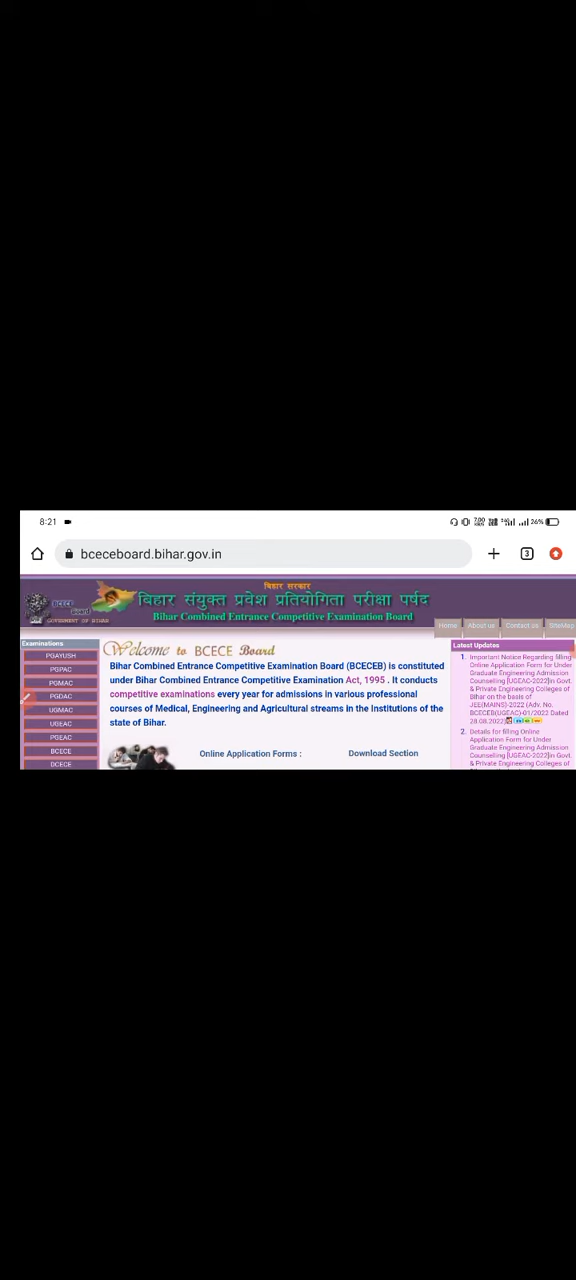 8:21
26%
bceceboard.bihar.gov.in
3
बिहार सरकार
बिहार संयुक्त प्रवेश प्रतियोगिता परीक्षा पर्षद
Bihar Combined Entrance Competitive Examination Board
BCECE
Board
GOVERNMENT OF BIHAR
Home
About us
Contact us
SiteMap
Examinations
PGAYUSH
PGPAC
PGMAC
PGDAC
UGMAC
UGEAC
PGEAC
BCECE
DCECE
Welcome to BCECE Board
Bihar Combined Entrance Competitive Examination Board (BCECEB) is constituted
under Bihar Combined Entrance Competitive Examination Act, 1995 . It conducts
competitive examinations every year for admissions in various professional
courses of Medical, Engineering and Agricultural streams in the Institutions of the
state of Bihar.
Online Application Forms :
Download Section
Latest Updates
1. Important Notice Regarding filling
Online Application Form for Under
Graduate Engineering Admission
Counselling [UGEAC-2022]in Govt.
& Private Engineering Colleges of
Bihar on the basis of
JEE(MAINS)-2022 (Adv. No.
BCECEB(UGEAC)-01/2022 Dated
28.08.2022)
2. Details for filling Online
Application Form for Under
Graduate Engineering Admission
Counselling [UGEAC-2022]in Govt.
& Private Engineering Colleges of